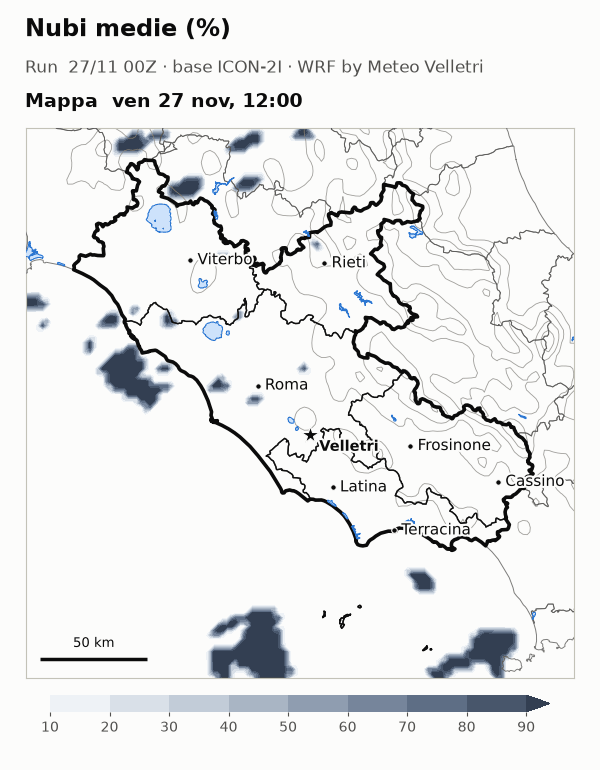 Nubi medie (%)
Run  27/11 00Z · base ICON-2I · WRF by Meteo Velletri
Mappa  ven 27 nov, 12:00
Viterbo
Rieti
Roma
Velletri
Frosinone
Cassino
Latina
Terracina
50 km
10 20 30 40 50 60 70 80 90